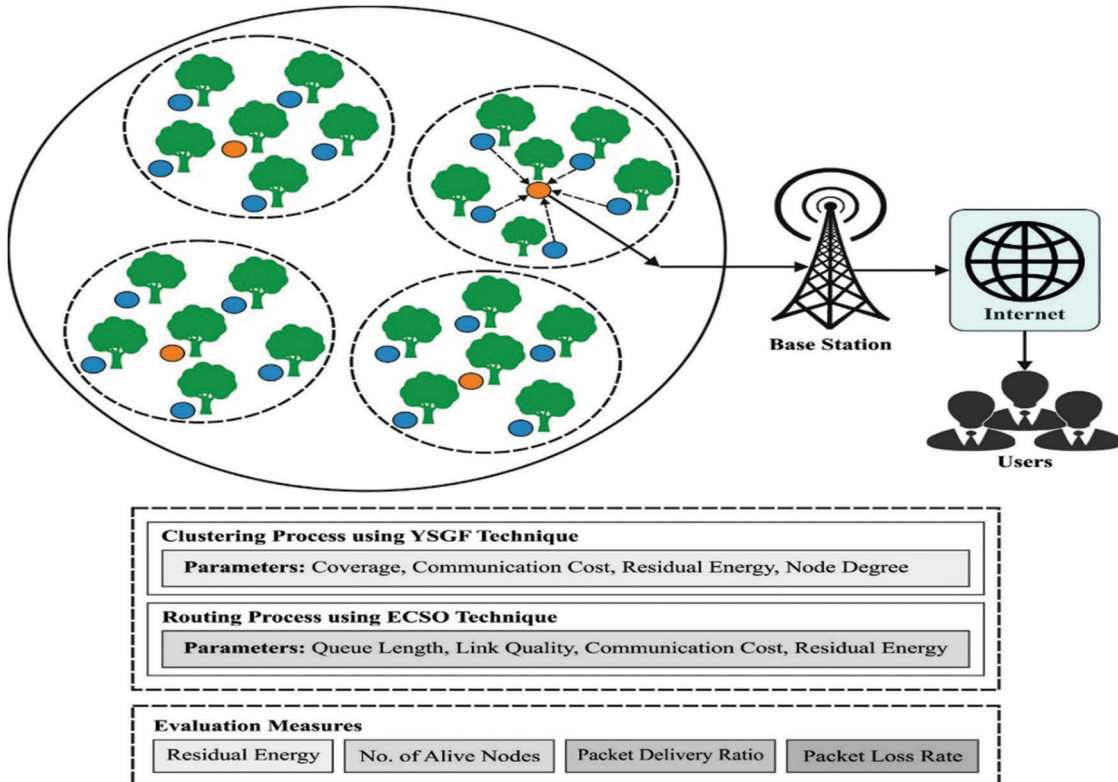 Base Station
Internet
Users
Clustering Process using YSGF Technique
Parameters: Coverage, Communication Cost, Residual Energy, Node Degree
Routing Process using ECSO Technique
Parameters: Queue Length, Link Quality, Communication Cost, Residual Energy
Evaluation Measures
Residual Energy
No. of Alive Nodes
Packet Delivery Ratio
Packet Loss Rate